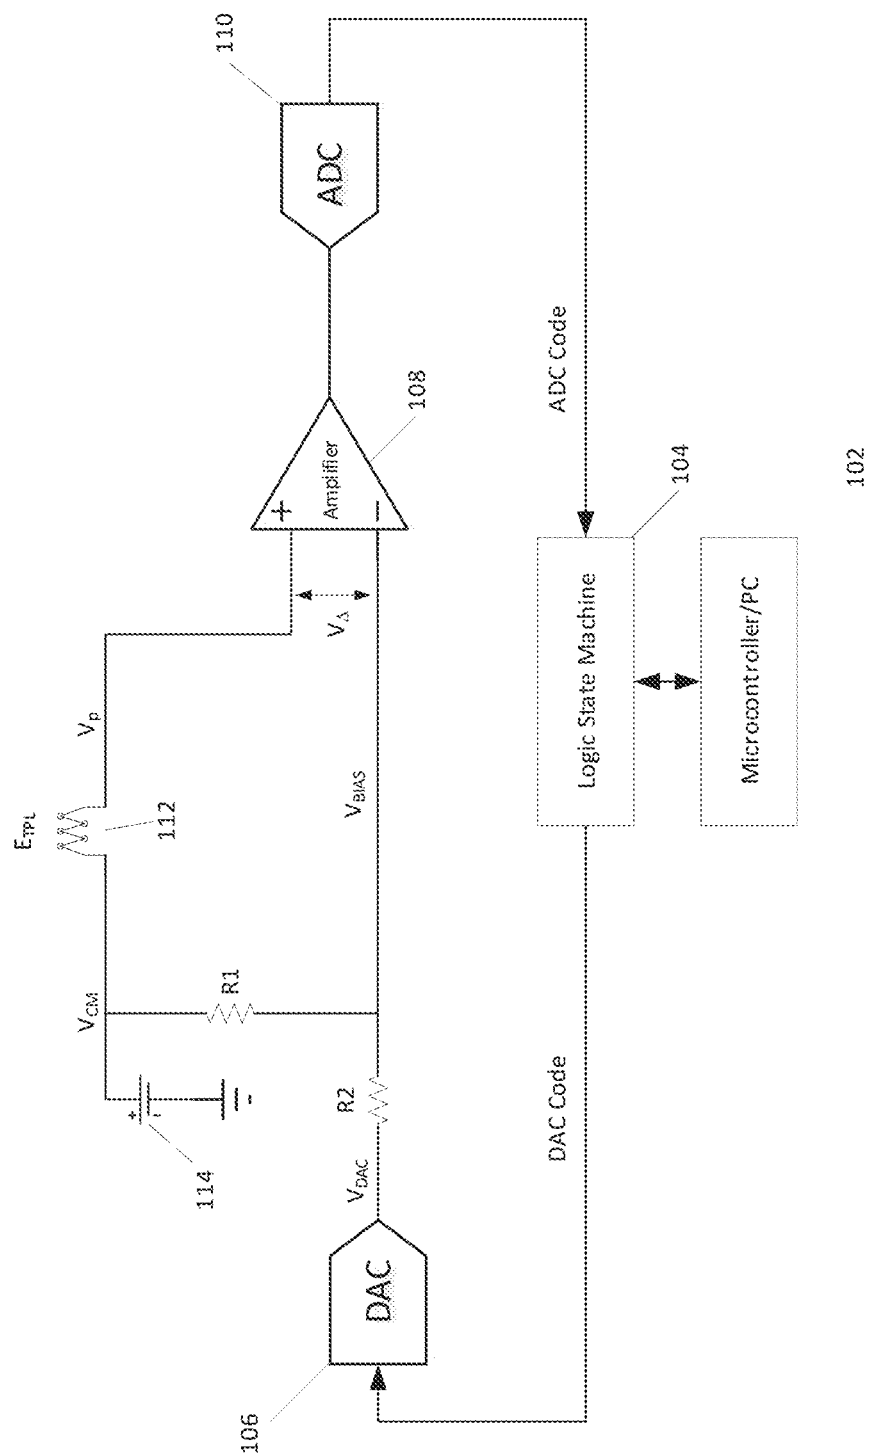 E_TPL
112
V_CM
V_p
114
+
-
R1
V_Δ
+
Amplifier
−
108
ADC
110
106
DAC
V_DAC
R2
V_BIAS
DAC Code
Logic State Machine
104
ADC Code
Microcontroller/PC
102